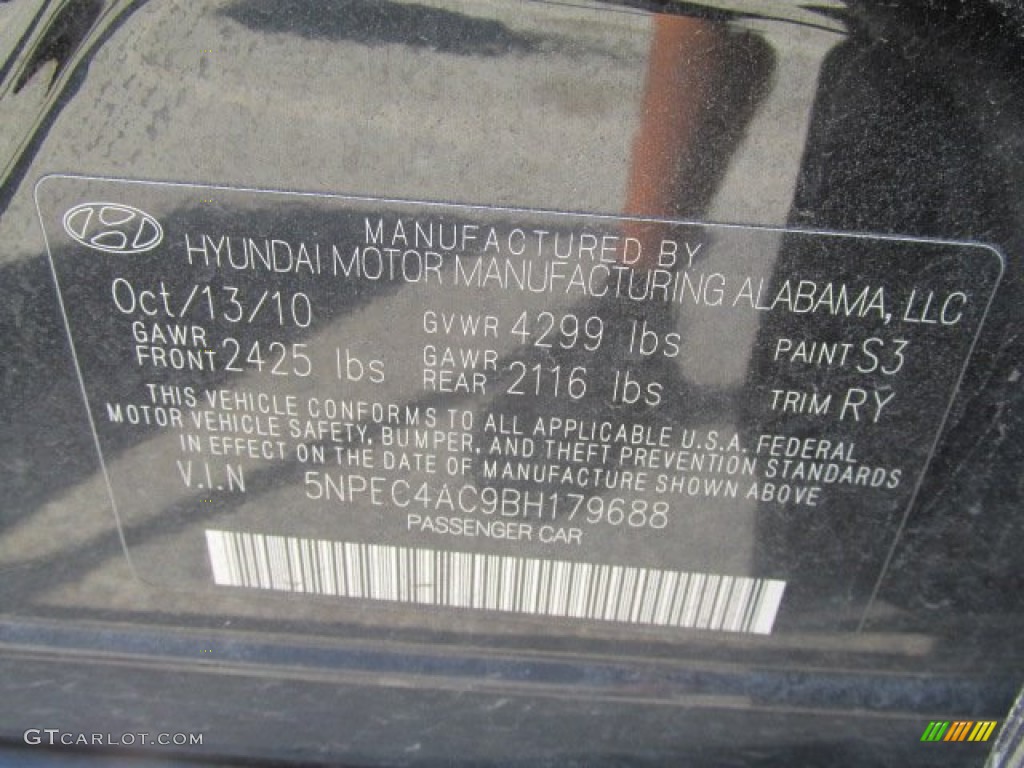 MANUFACTURED BY
HYUNDAI MOTOR MANUFACTURING ALABAMA, LLC
Oct/13/10
GVWR 4299 lbs
PAINT S3
GAWR FRONT 2425 lbs
GAWR REAR 2116 lbs
TRIM RY
THIS VEHICLE CONFORMS TO ALL APPLICABLE U.S.A. FEDERAL
MOTOR VEHICLE SAFETY, BUMPER, AND THEFT PREVENTION STANDARDS
IN EFFECT ON THE DATE OF MANUFACTURE SHOWN ABOVE
V.I.N 5NPEC4AC9BH179688
PASSENGER CAR
GTCARLOT.COM